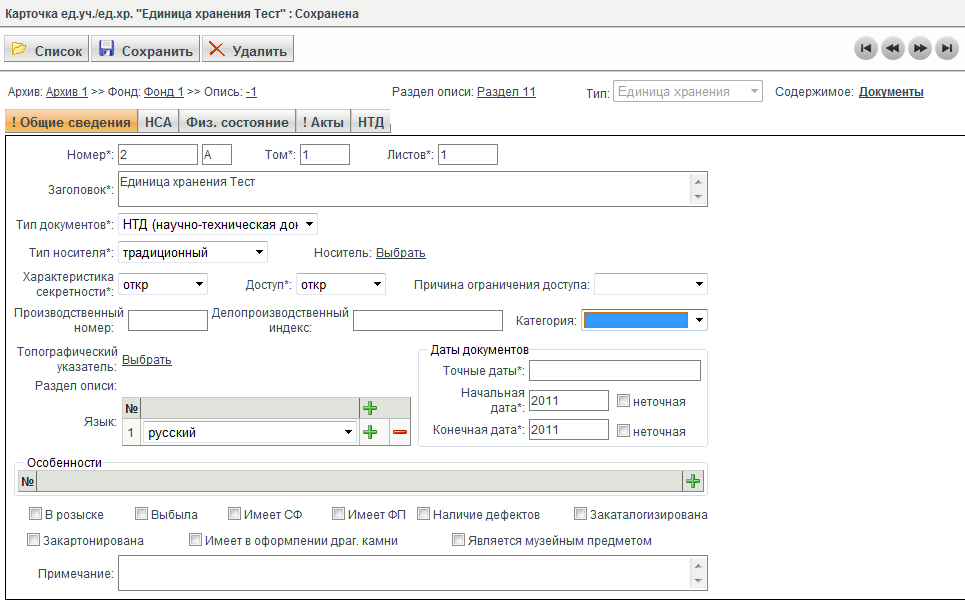 Карточка ед.уч./ед.хр. "Единица хранения Тест" : Сохранена
Список Сохранить Удалить
Архив: Архив 1 >> Фонд: Фонд 1 >> Опись: -1 Раздел описи: Раздел 11 Тип: Единица хранения Содержимое: Документы
! Общие сведения НСА Физ. состояние ! Акты НТД
Номер*: 2 А Том*: 1 Листов*: 1
Заголовок*: Единица хранения Тест
Тип документов*: НТД (научно-техническая док
Тип носителя*: традиционный Носитель: Выбрать
Характеристика
секретности*: откр Доступ*: откр Причина ограничения доступа:
Производственный
номер: Делопроизводственный
индекс: Категория:
Топографический
указатель: Выбрать
Раздел описи:
Язык: №
1 русский
Даты документов
Точные даты*:
Начальная
дата*: 2011 неточная
Конечная дата*: 2011 неточная
Особенности
№
В розыске Выбыла Имеет СФ Имеет ФП Наличие дефектов Закаталогизирована
Закартонирована Имеет в оформлении драг. камни Является музейным предметом
Примечание: